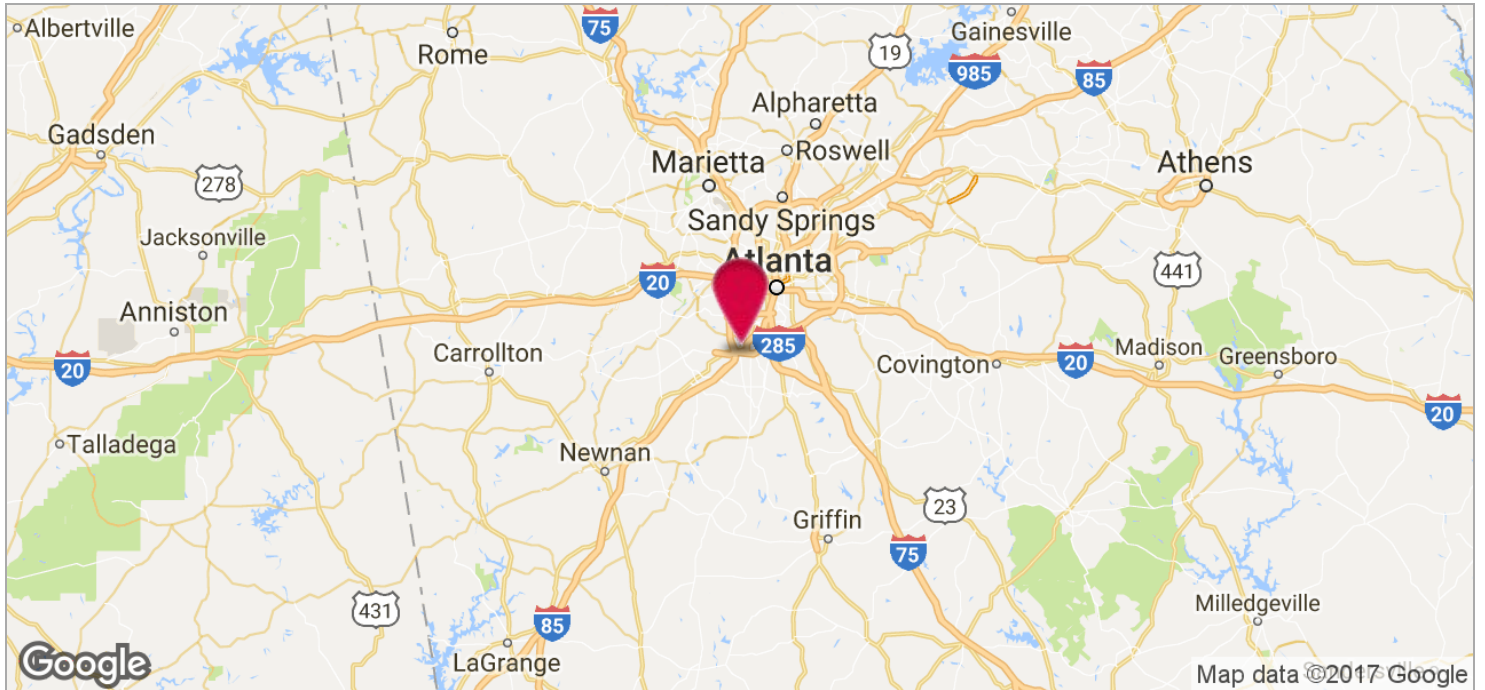 Albertville
Rome
75
19
Gainesville
985
85
Alpharetta
Gadsden
Marietta
Roswell
Athens
278
Sandy Springs
Jacksonville
Atlanta
20
441
Anniston
285
20
Carrollton
Covington
20
Madison
Greensboro
20
Talladega
Newnan
23
Griffin
75
431
85
Milledgeville
LaGrange
Google
Map data ©2017 Google